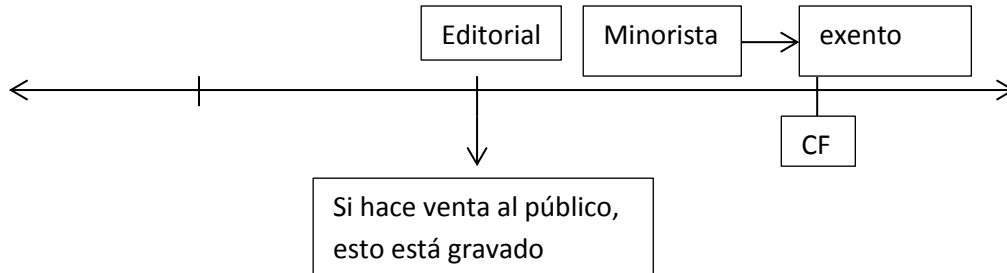 Editorial
Minorista
exento
CF
Si hace venta al público,
esto está gravado